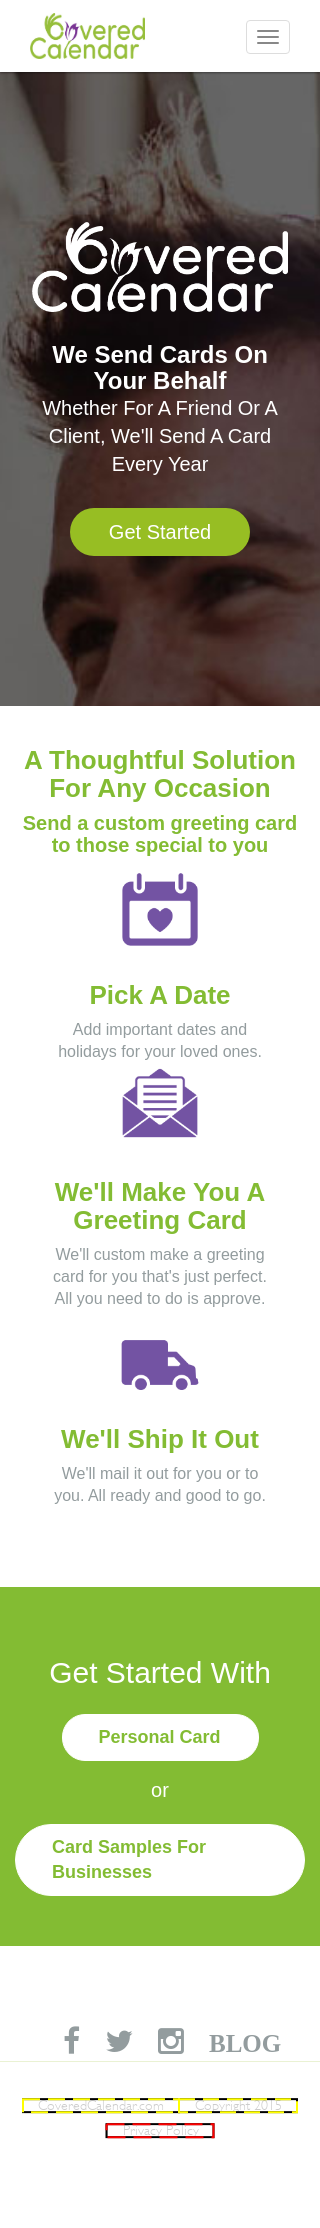 Covered
Calendar
Covered
Calendar
We Send Cards On
Your Behalf
Whether For A Friend Or A
Client, We'll Send A Card
Every Year
Get Started
A Thoughtful Solution
For Any Occasion
Send a custom greeting card
to those special to you
Pick A Date
Add important dates and
holidays for your loved ones.
We'll Make You A
Greeting Card
We'll custom make a greeting
card for you that's just perfect.
All you need to do is approve.
We'll Ship It Out
We'll mail it out for you or to
you. All ready and good to go.
Get Started With
Personal Card
or
Card Samples For
Businesses
BLOG
CoveredCalendar.com Copyright 2015
Privacy Policy